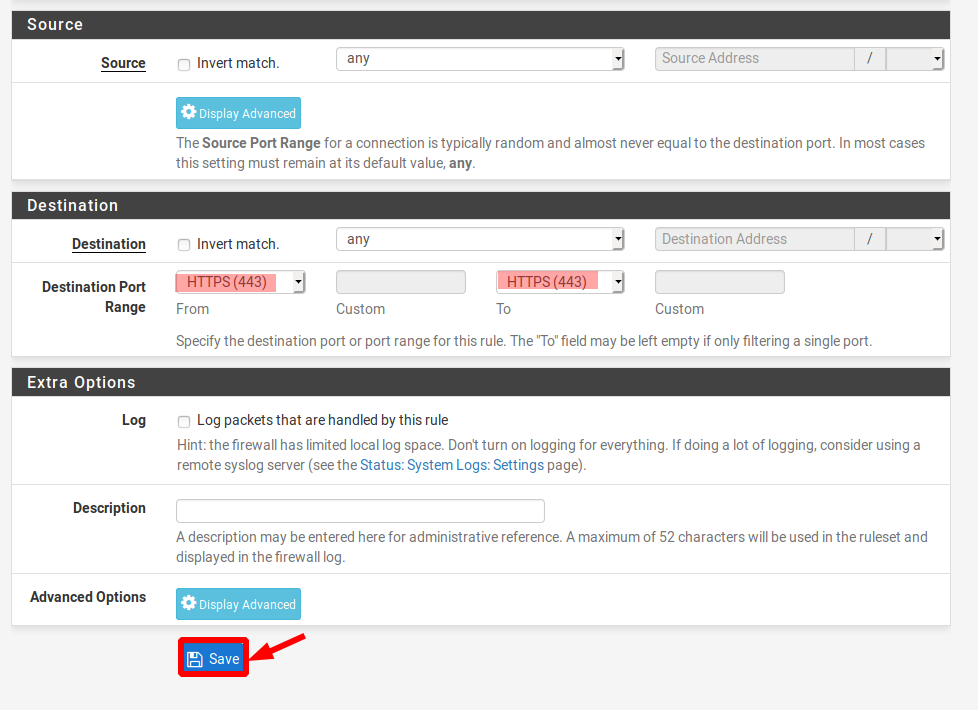 Source
Source Invert match. any Source Address /
Display Advanced
The Source Port Range for a connection is typically random and almost never equal to the destination port. In most cases
this setting must remain at its default value, any.
Destination
Destination Invert match. any Destination Address /
Destination Port
Range
HTTPS (443) HTTPS (443)
From Custom To Custom
Specify the destination port or port range for this rule. The "To" field may be left empty if only filtering a single port.
Extra Options
Log Log packets that are handled by this rule
Hint: the firewall has limited local log space. Don't turn on logging for everything. If doing a lot of logging, consider using a
remote syslog server (see the Status: System Logs: Settings page).
Description
A description may be entered here for administrative reference. A maximum of 52 characters will be used in the ruleset and
displayed in the firewall log.
Advanced Options Display Advanced
Save